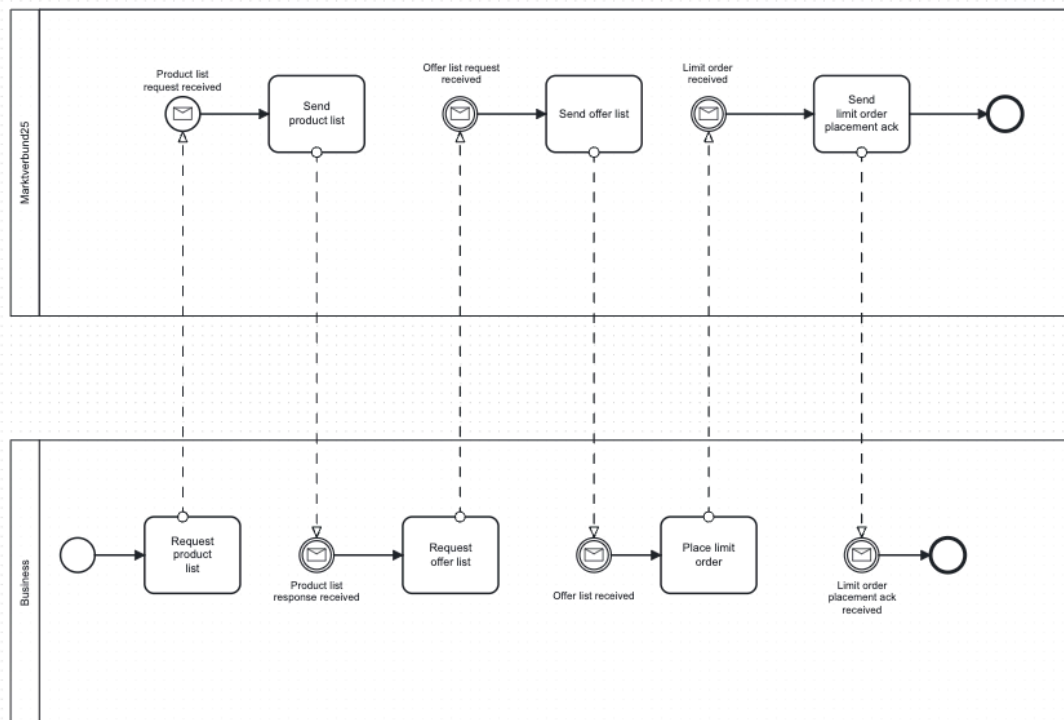 Marktverbund25
Product list
request received
Send
product list
Offer list request
received
Send offer list
Limit order
received
Send
limit order
placement ack
Business
Request
product
list
Product list
response received
Request
offer list
Offer list received
Place limit
order
Limit order
placement ack
received